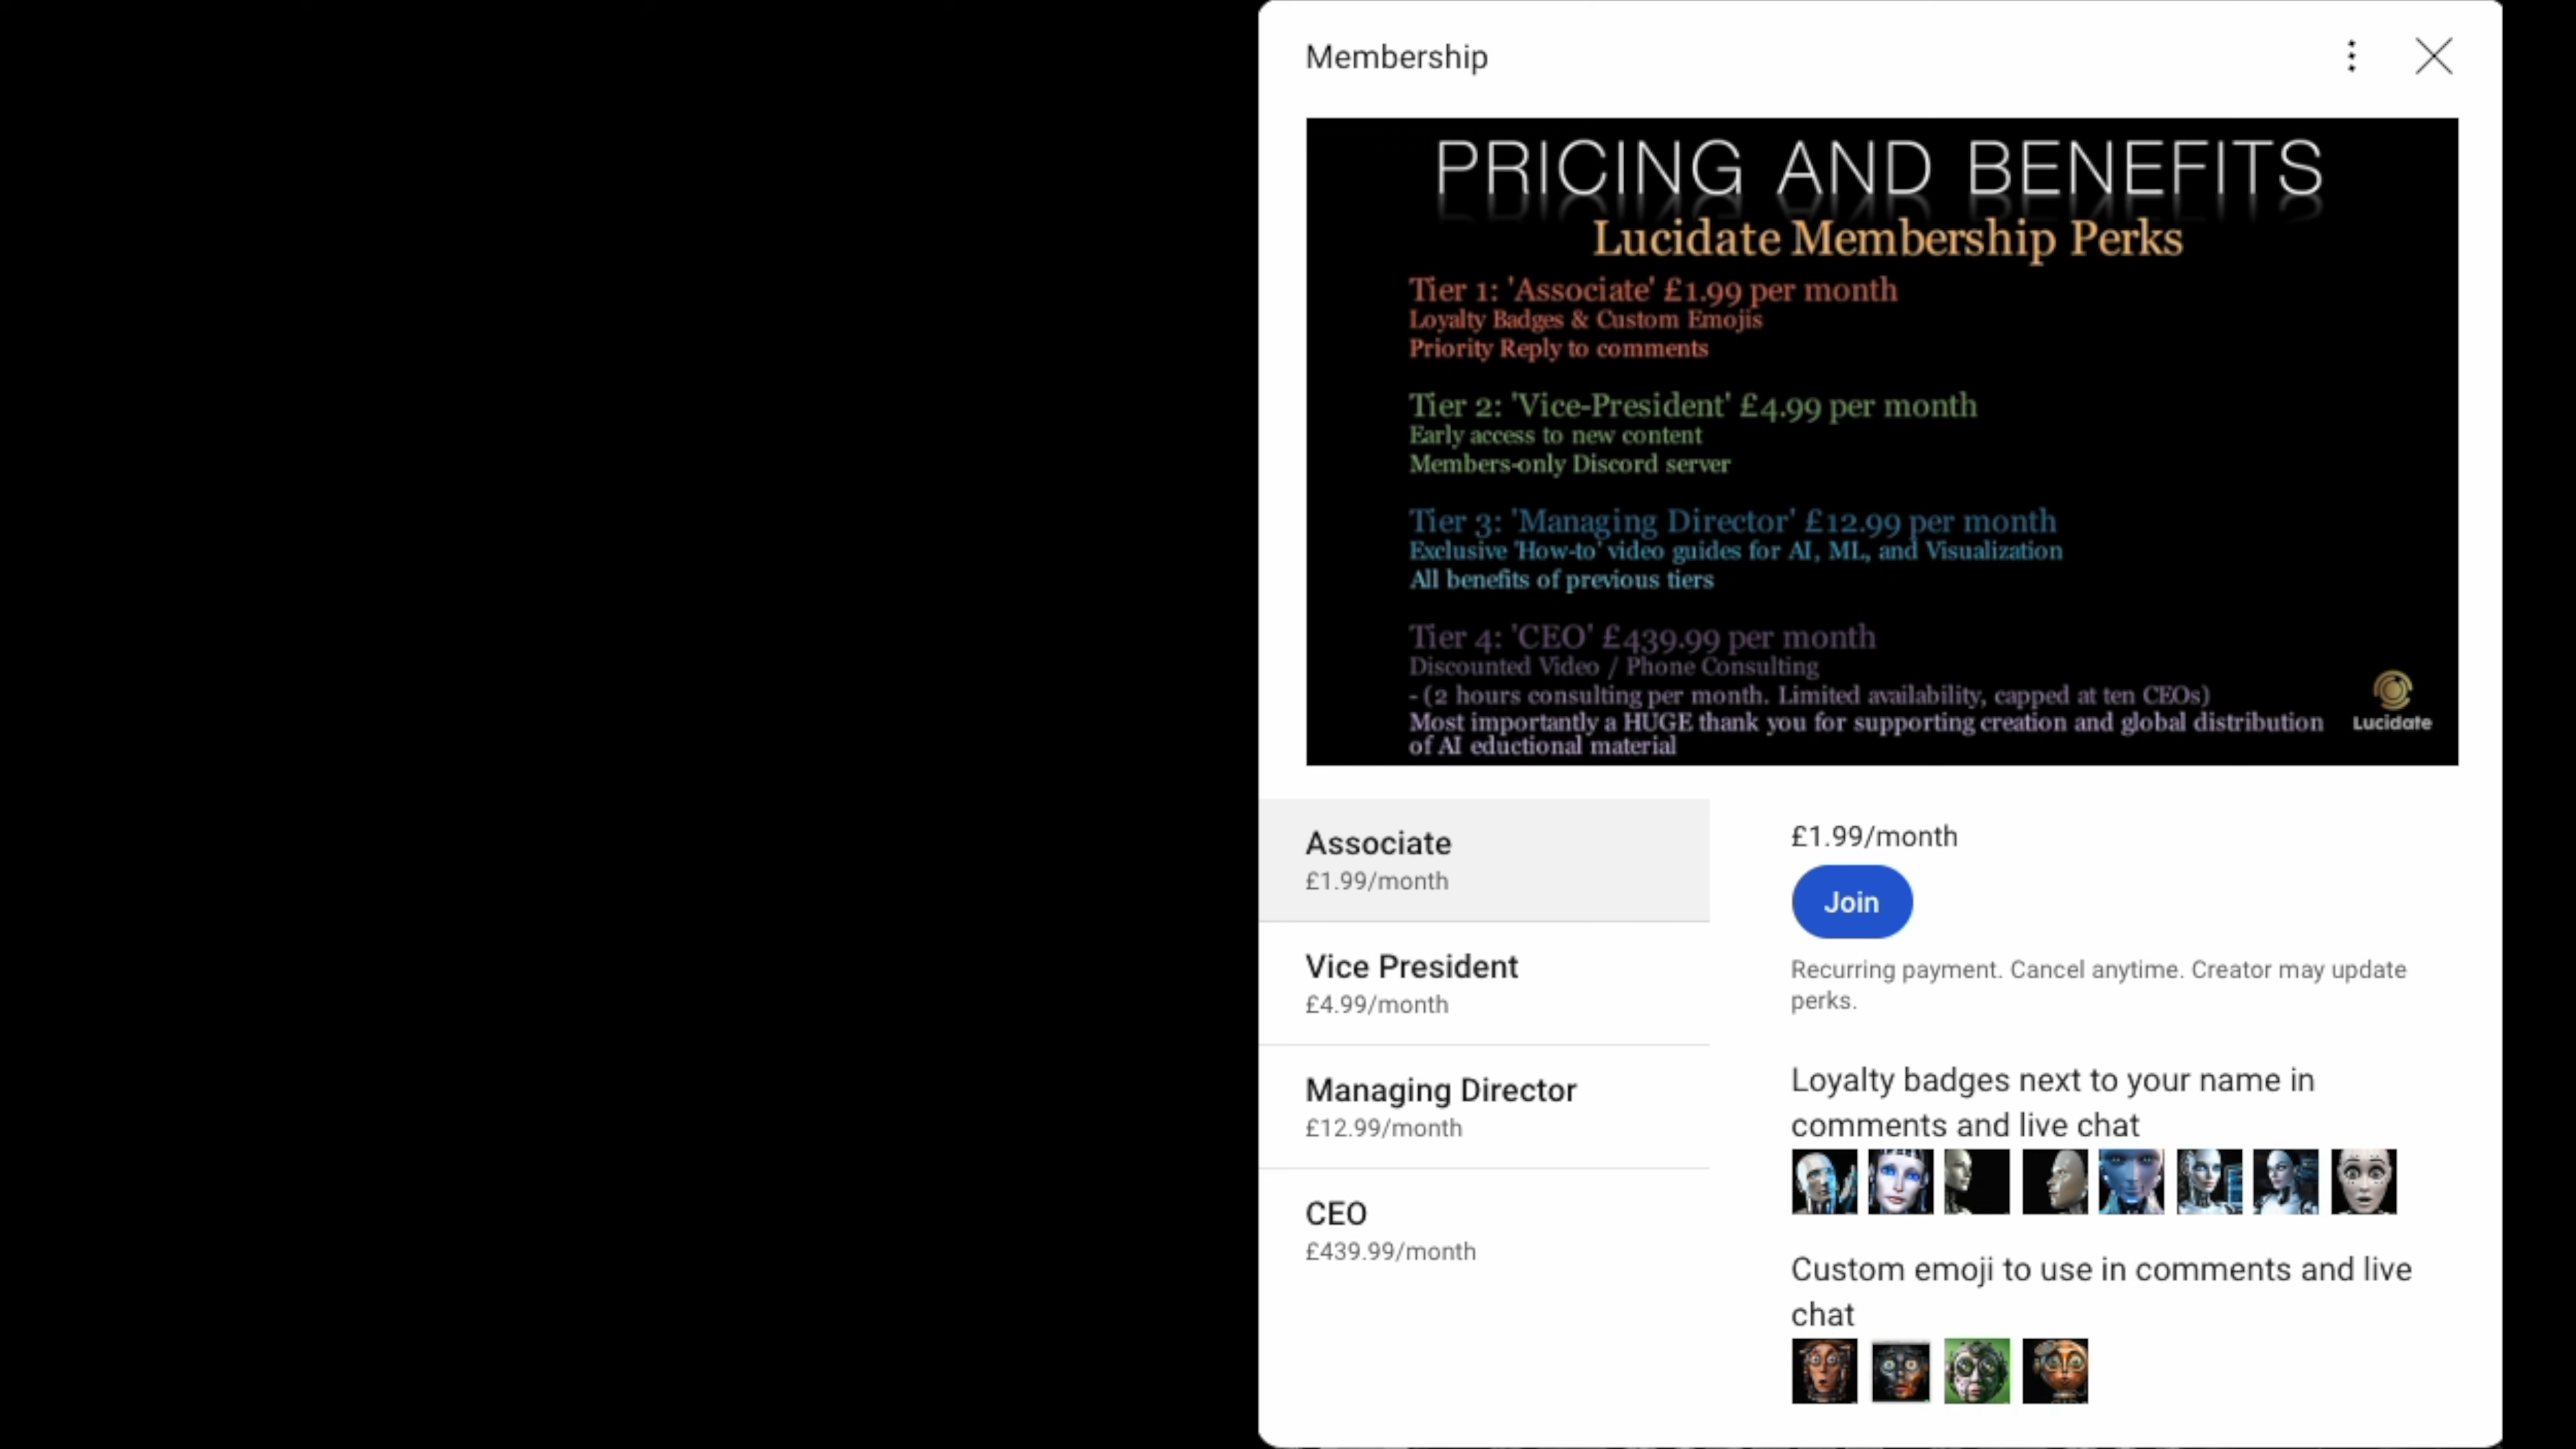 Membership
PRICING AND BENEFITS
Lucidate Membership Perks
Tier 1: 'Associate' £1.99 per month
Loyalty Badges & Custom Emojis
Priority Reply to comments
Tier 2: 'Vice-President' £4.99 per month
Early access to new content
Members-only Discord server
Tier 3: 'Managing Director' £12.99 per month
Exclusive 'How-to' video guides for AI, ML, and Visualization
All benefits of previous tiers
Tier 4: 'CEO' £439.99 per month
Discounted Video / Phone Consulting
- (2 hours consulting per month. Limited availability, capped at ten CEOs)
Most importantly a HUGE thank you for supporting creation and global distribution
of AI eductional material
Lucidate
Associate
£1.99/month
Vice President
£4.99/month
Managing Director
£12.99/month
CEO
£439.99/month
£1.99/month
Join
Recurring payment. Cancel anytime. Creator may update
perks.
Loyalty badges next to your name in
comments and live chat
Custom emoji to use in comments and live
chat